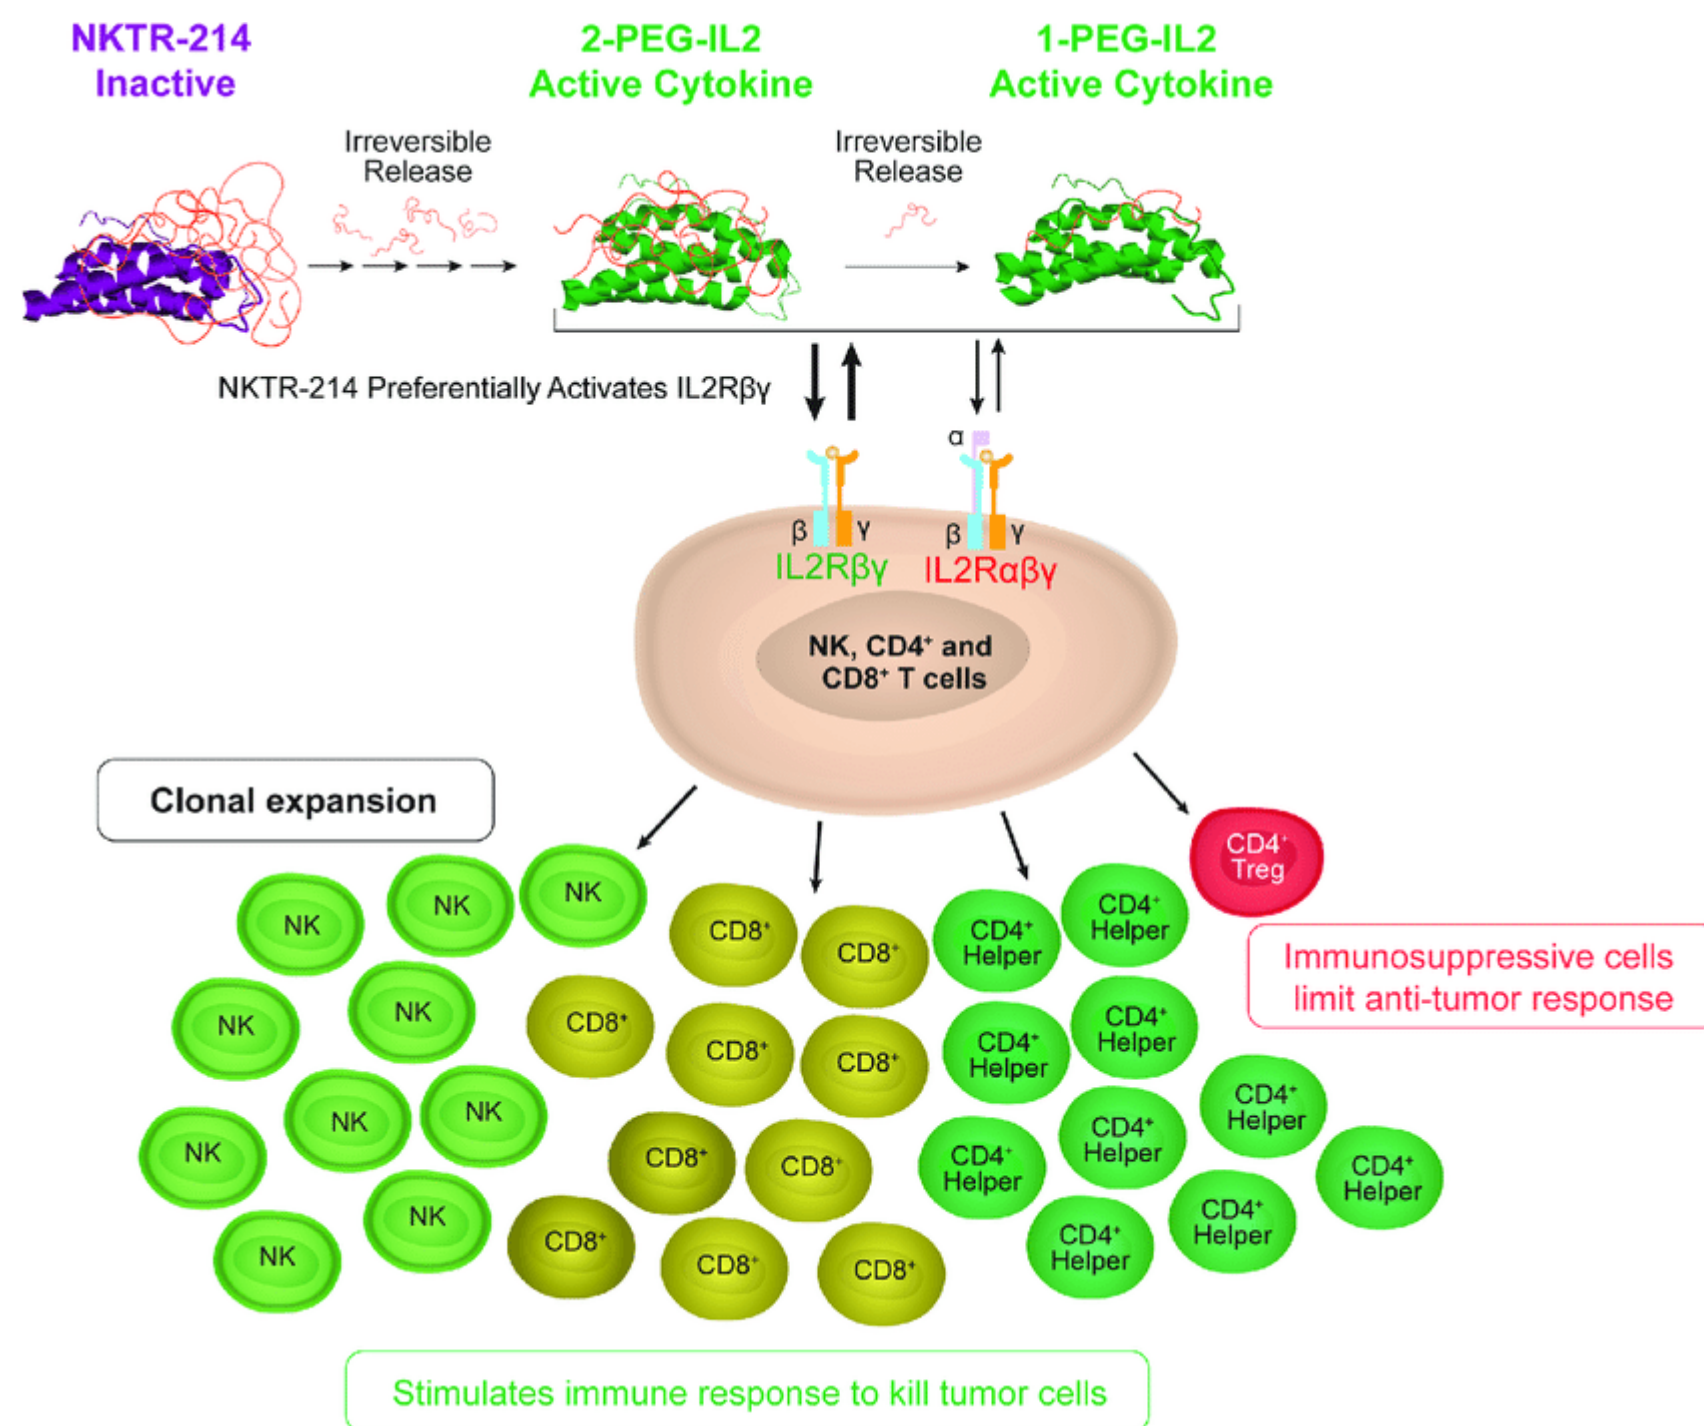 NKTR-214
Inactive
2-PEG-IL2
Active Cytokine
1-PEG-IL2
Active Cytokine
Irreversible
Release
Irreversible
Release
NKTR-214 Preferentially Activates IL2Rβγ
α
β
γ
β
γ
IL2Rβγ
IL2Rαβγ
NK, CD4⁺ and
CD8⁺ T cells
Clonal expansion
CD4⁺
Treg
Immunosuppressive cells
limit anti-tumor response
NK
NK
NK
NK
NK
NK
NK
NK
NK
NK
CD8⁺
CD8⁺
CD8⁺
CD8⁺
CD8⁺
CD8⁺
CD8⁺
CD8⁺
CD8⁺
CD8⁺
CD4⁺
Helper
CD4⁺
Helper
CD4⁺
Helper
CD4⁺
Helper
CD4⁺
Helper
CD4⁺
Helper
CD4⁺
Helper
CD4⁺
Helper
CD4⁺
Helper
CD4⁺
Helper
Stimulates immune response to kill tumor cells